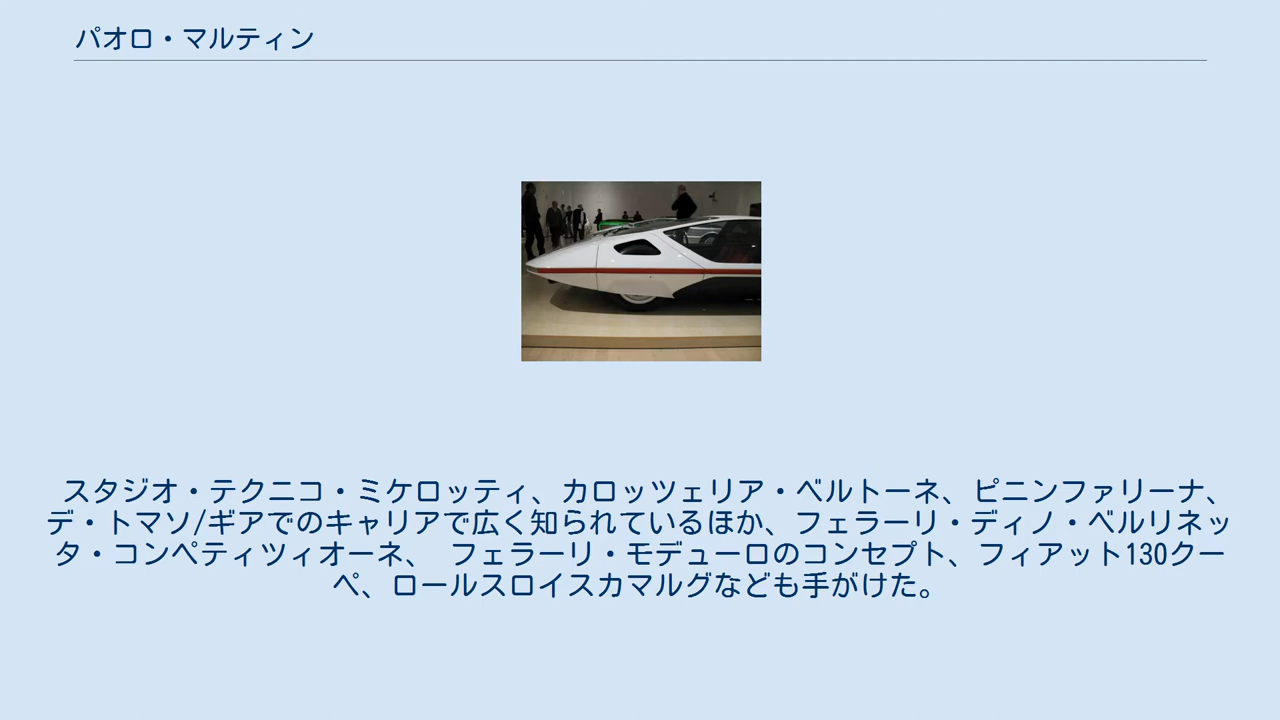 パオロ・マルティン
スタジオ・テクニコ・ミケロッティ、カロッツェリア・ベルトーネ、ピニンファリーナ、
デ・トマソ/ギアでのキャリアで広く知られているほか、フェラーリ・ディノ・ベルリネッ
タ・コンペティツィオーネ、 フェラーリ・モデューロのコンセプト、フィアット130クー
ペ、ロールスロイスカマルグなども手がけた。